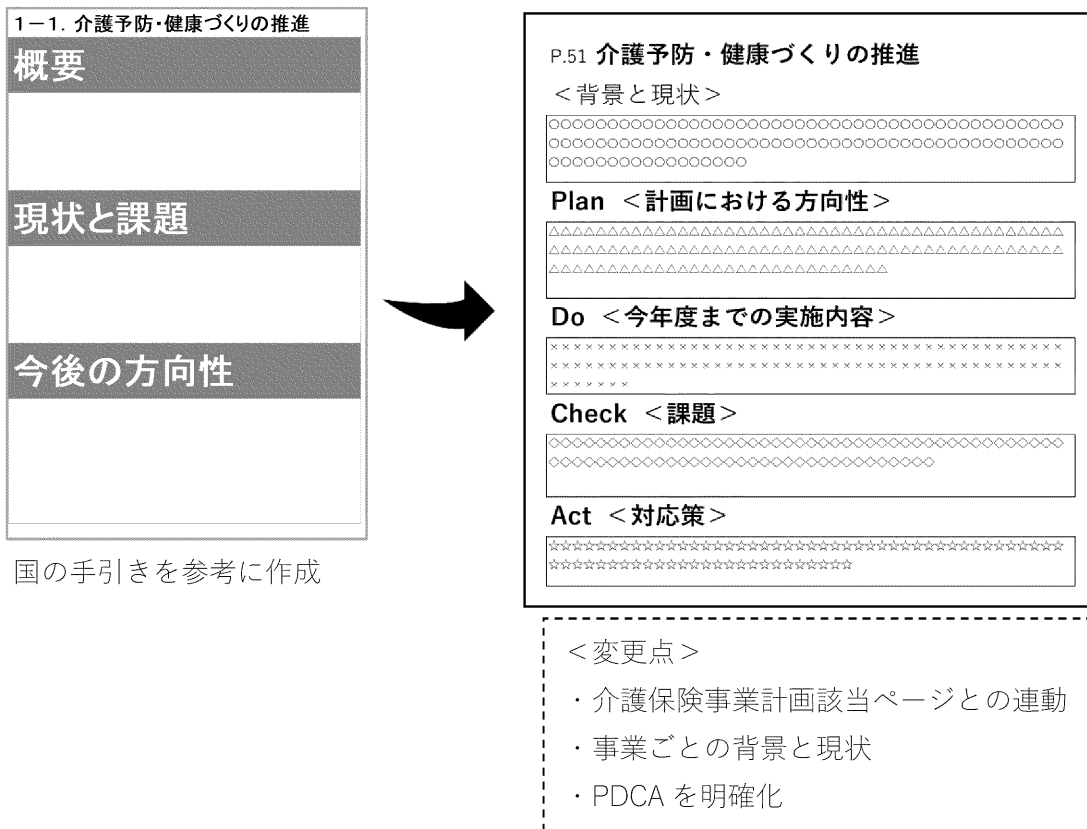 1－1．介護予防・健康づくりの推進
概要
現状と課題
今後の方向性
国の手引きを参考に作成
P.51 介護予防・健康づくりの推進
＜背景と現状＞
○○○○○○○○○○○○○○○○○○○○○○○○○○○○○○○○○○○○○○○○○○○○
○○○○○○○○○○○○○○○○○○○○○○○○○○○○○○○○○○○○○○○○○○○○
○○○○○○○○○○○○○○○○○
Plan ＜計画における方向性＞
△△△△△△△△△△△△△△△△△△△△△△△△△△△△△△△△△△△△△△△△△△△△
△△△△△△△△△△△△△△△△△△△△△△△△△△△△△△△△△△△△△△△△△△△△
△△△△△△△△△△△△△△△△△△△△△△△△△△△△△
Do ＜今年度までの実施内容＞
××××××××××××××××××××××××××××××××××××××××××××
××××××××××××××××××××××××××××××××××××××××××××
×××××××
Check ＜課題＞
◇◇◇◇◇◇◇◇◇◇◇◇◇◇◇◇◇◇◇◇◇◇◇◇◇◇◇◇◇◇◇◇◇◇◇◇◇◇◇◇◇◇◇◇
◇◇◇◇◇◇◇◇◇◇◇◇◇◇◇◇◇◇◇◇◇◇◇◇◇◇◇◇◇◇◇◇◇
Act ＜対応策＞
☆☆☆☆☆☆☆☆☆☆☆☆☆☆☆☆☆☆☆☆☆☆☆☆☆☆☆☆☆☆☆☆☆☆☆☆☆☆☆☆☆☆☆☆
☆☆☆☆☆☆☆☆☆☆☆☆☆☆☆☆☆☆☆☆☆☆☆☆☆☆
＜変更点＞
・介護保険事業計画該当ページとの連動
・事業ごとの背景と現状
・PDCA を明確化